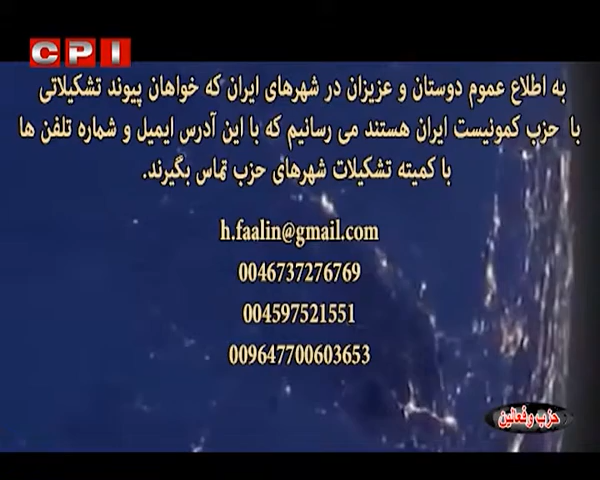 CPI
به اطلاع عموم دوستان و عزیزان در شهرهای ایران که خواهان پیوند تشکیلاتی
با حزب کمونیست ایران هستند می رسانیم که با این آدرس ایمیل و شماره تلفن ها
با کمیته تشکیلات شهرهای حزب تماس بگیرند.
h.faalin@gmail.com
0046737276769
004597521551
009647700603653
حزب و فعالین